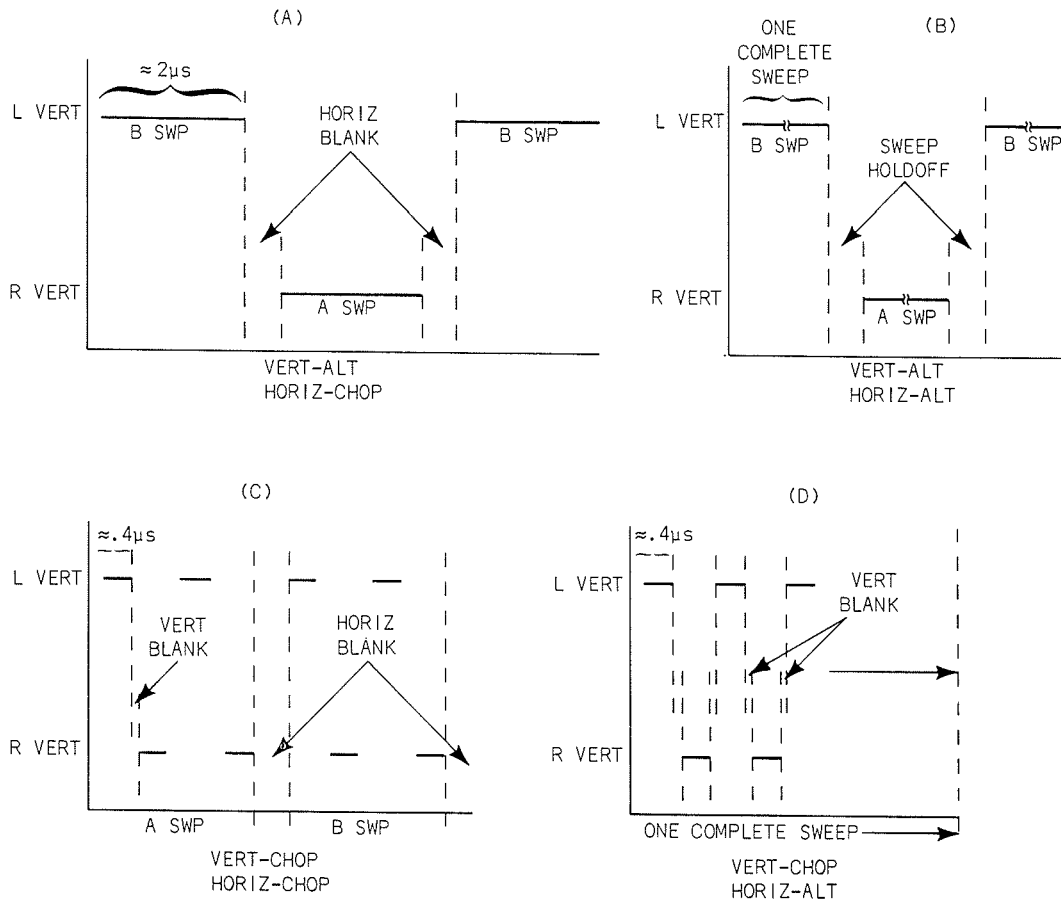 (A)
≈ 2µs
L VERT
B SWP
HORIZ
BLANK
B SWP
R VERT
A SWP
VERT-ALT
HORIZ-CHOP
(B)
ONE
COMPLETE
SWEEP
L VERT
B SWP
SWEEP
HOLDOFF
B SWP
R VERT
A SWP
VERT-ALT
HORIZ-ALT
(C)
≈.4µs
L VERT
VERT
BLANK
HORIZ
BLANK
R VERT
A SWP
B SWP
VERT-CHOP
HORIZ-CHOP
(D)
≈.4µs
L VERT
VERT
BLANK
R VERT
ONE COMPLETE SWEEP
VERT-CHOP
HORIZ-ALT